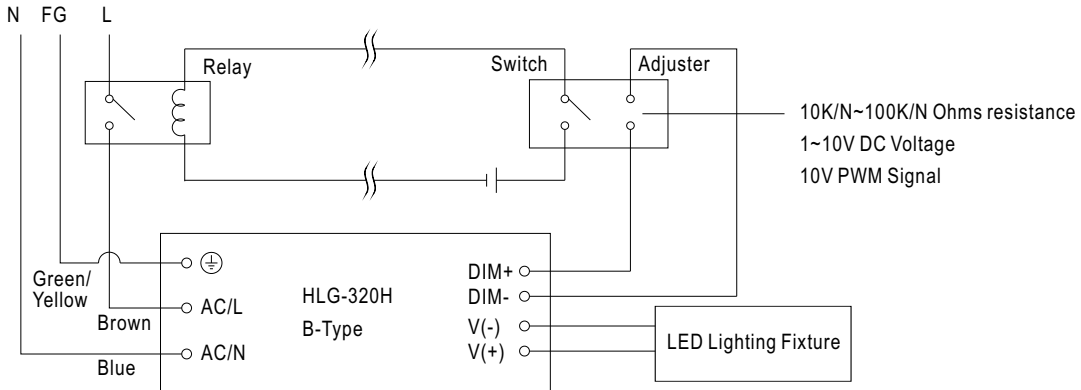 N FG L
Relay
Switch
Adjuster
10K/N~100K/N Ohms resistance
1~10V DC Voltage
10V PWM Signal
Green/
Yellow
Brown
Blue
AC/L
AC/N
HLG-320H
B-Type
DIM+
DIM-
V(-)
V(+)
LED Lighting Fixture